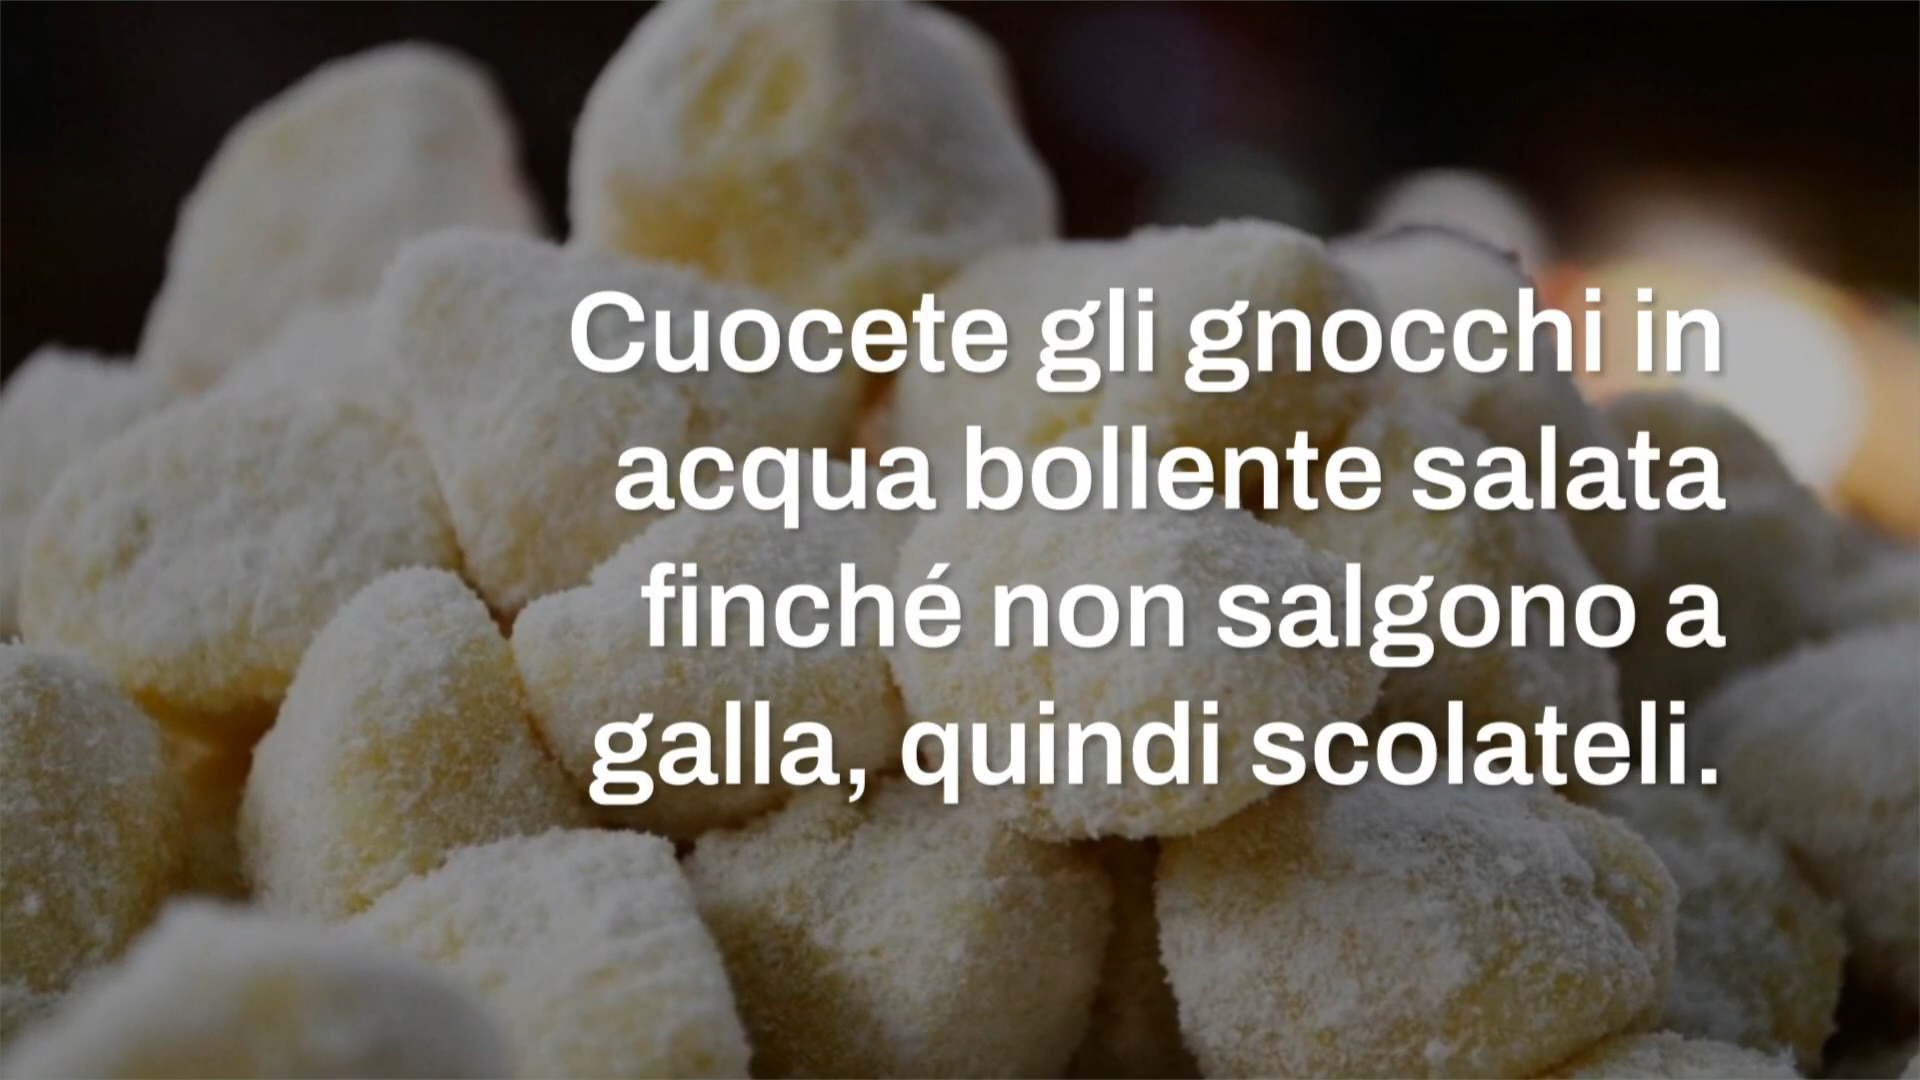 Cuocete gli gnocchi in
acqua bollente salata
finché non salgono a
galla, quindi scolateli.